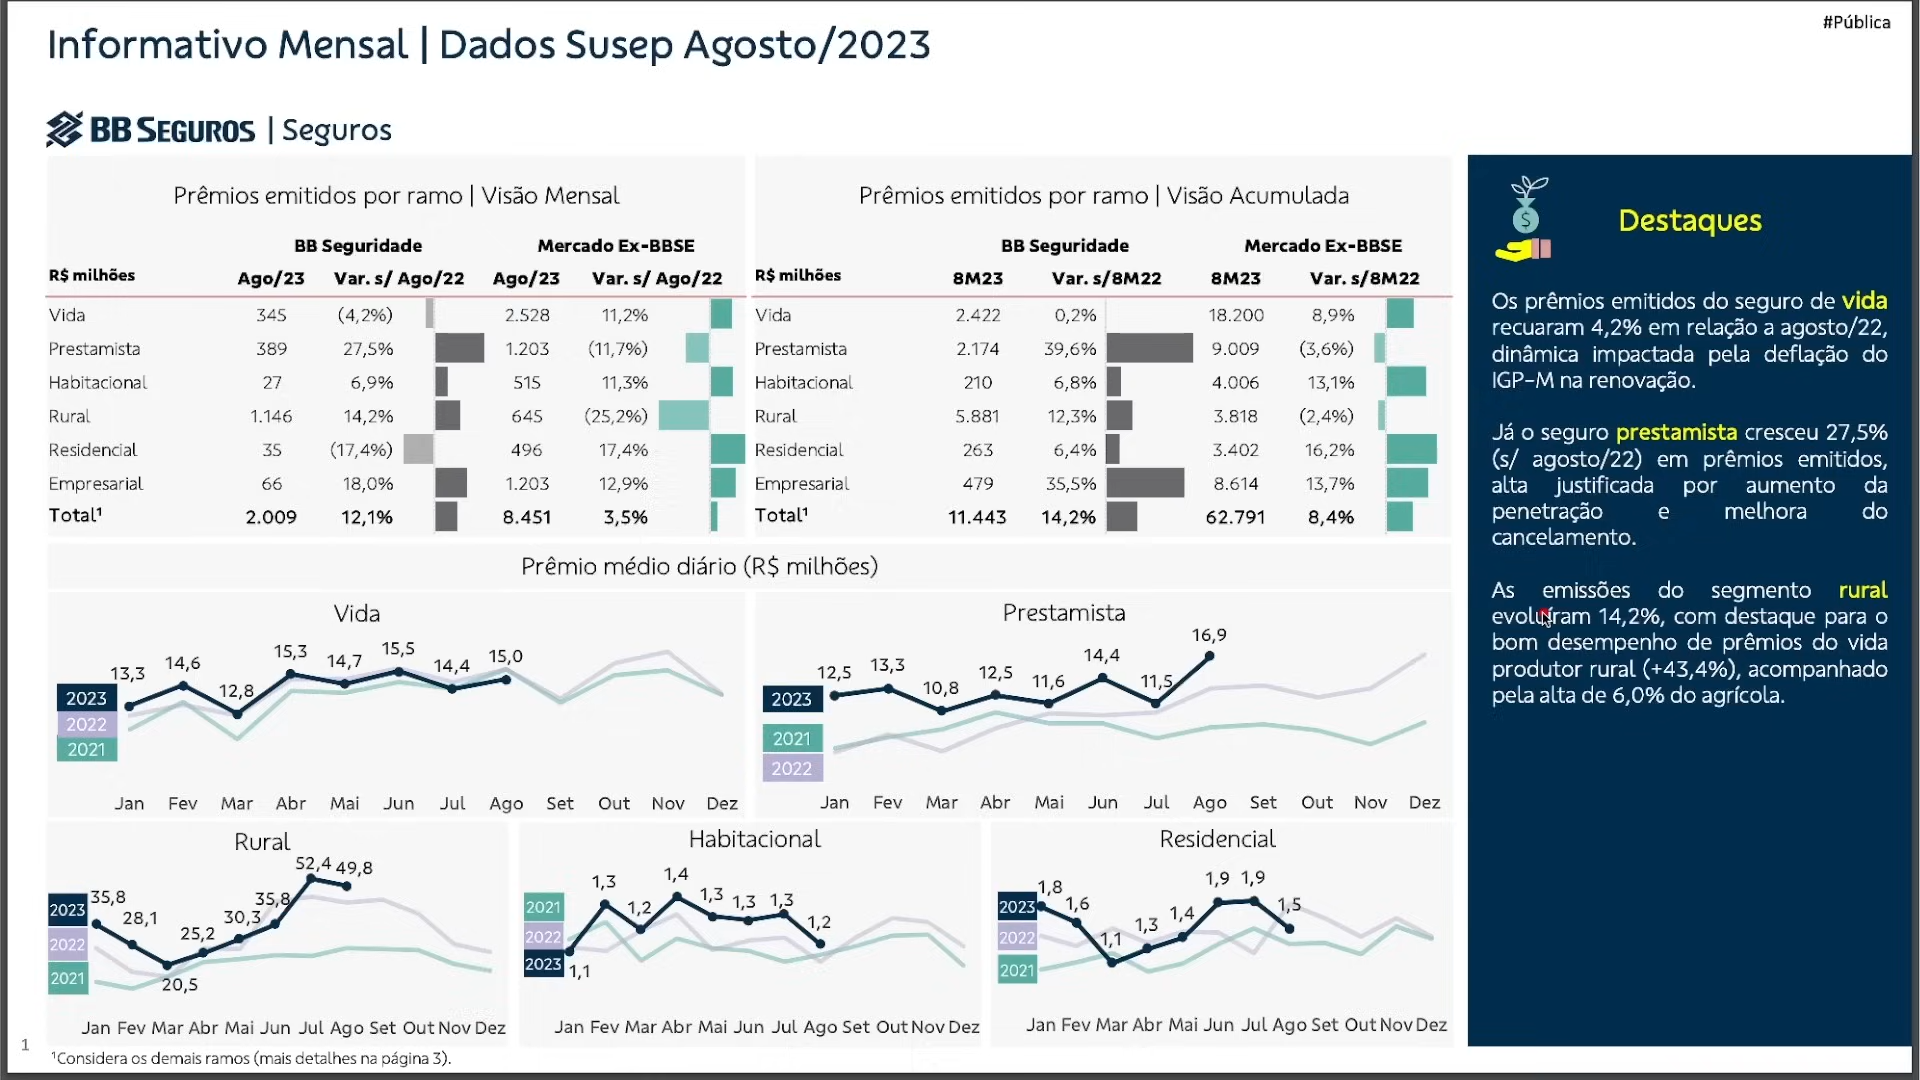 #Pública
Informativo Mensal | Dados Susep Agosto/2023
BB SEGUROS | Seguros
Prêmios emitidos por ramo | Visão Mensal
BB Seguridade Mercado Ex-BBSE
R$ milhões Ago/23 Var. s/ Ago/22 Ago/23 Var. s/ Ago/22
Vida 345 (4,2%) 2.528 11,2%
Prestamista 389 27,5% 1.203 (11,7%)
Habitacional 27 6,9% 515 11,3%
Rural 1.146 14,2% 645 (25,2%)
Residencial 35 (17,4%) 496 17,4%
Empresarial 66 18,0% 1.203 12,9%
Total¹ 2.009 12,1% 8.451 3,5%
Prêmios emitidos por ramo | Visão Acumulada
BB Seguridade Mercado Ex-BBSE
R$ milhões 8M23 Var. s/8M22 8M23 Var. s/8M22
Vida 2.422 0,2% 18.200 8,9%
Prestamista 2.174 39,6% 9.009 (3,6%)
Habitacional 210 6,8% 4.006 13,1%
Rural 5.881 12,3% 3.818 (2,4%)
Residencial 263 6,4% 3.402 16,2%
Empresarial 479 35,5% 8.614 13,7%
Total¹ 11.443 14,2% 62.791 8,4%
Prêmio médio diário (R$ milhões)
Vida
13,3 14,6 12,8 15,3 14,7 15,5 14,4 15,0
2023
2022
2021
Jan Fev Mar Abr Mai Jun Jul Ago Set Out Nov Dez
Prestamista
12,5 13,3 10,8 12,5 11,6 14,4 11,5 16,9
2023
2021
2022
Jan Fev Mar Abr Mai Jun Jul Ago Set Out Nov Dez
Rural
35,8 28,1 20,5 25,2 30,3 35,8 52,4 49,8
2023
2022
2021
Jan Fev Mar Abr Mai Jun Jul Ago Set Out Nov Dez
Habitacional
1,1 1,3 1,2 1,4 1,3 1,3 1,3 1,2
2021
2022
2023
Jan Fev Mar Abr Mai Jun Jul Ago Set Out Nov Dez
Residencial
1,8 1,6 1,1 1,3 1,4 1,9 1,9 1,5
2023
2022
2021
Jan Fev Mar Abr Mai Jun Jul Ago Set Out Nov Dez
$
Destaques
Os prêmios emitidos do seguro de vida
recuaram 4,2% em relação a agosto/22,
dinâmica impactada pela deflação do
IGP-M na renovação.
Já o seguro prestamista cresceu 27,5%
(s/ agosto/22) em prêmios emitidos,
alta justificada por aumento da
penetração e melhora do
cancelamento.
As emissões do segmento rural
evoluíram 14,2%, com destaque para o
bom desempenho de prêmios do vida
produtor rural (+43,4%), acompanhado
pela alta de 6,0% do agrícola.
1
¹Considera os demais ramos (mais detalhes na página 3).